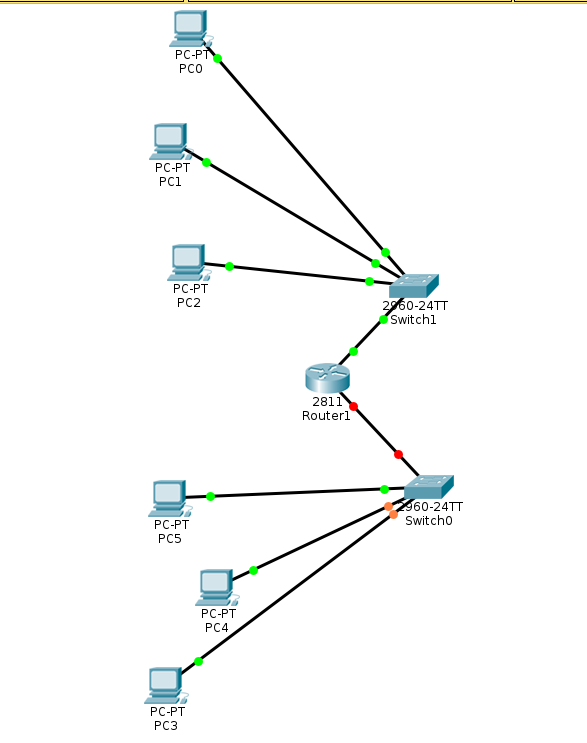 PC-PT
PC0
PC-PT
PC1
PC-PT
PC2
2960-24TT
Switch1
2811
Router1
PC-PT
PC5
2960-24TT
Switch0
PC-PT
PC4
PC-PT
PC3